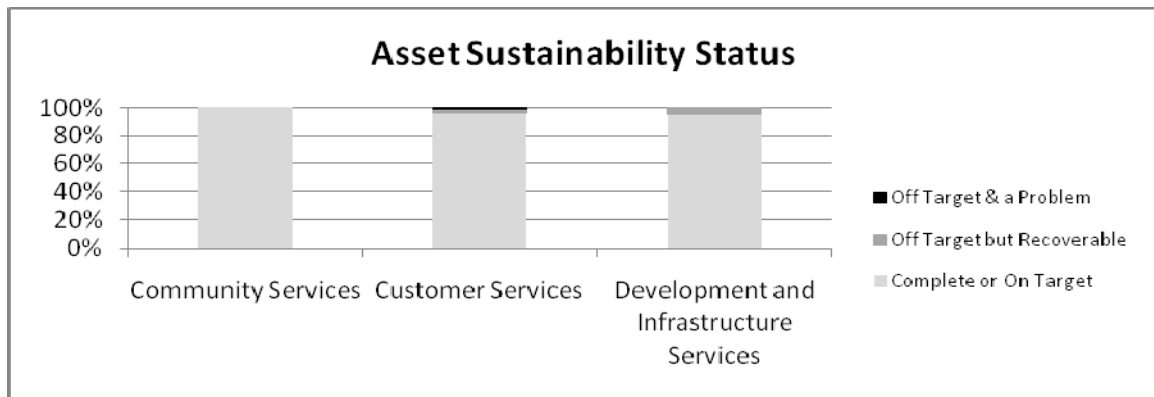 Asset Sustainability Status
100%
80%
60%
40%
20%
0%
Community Services
Customer Services
Development and
Infrastructure
Services
Off Target & a Problem
Off Target but Recoverable
Complete or On Target